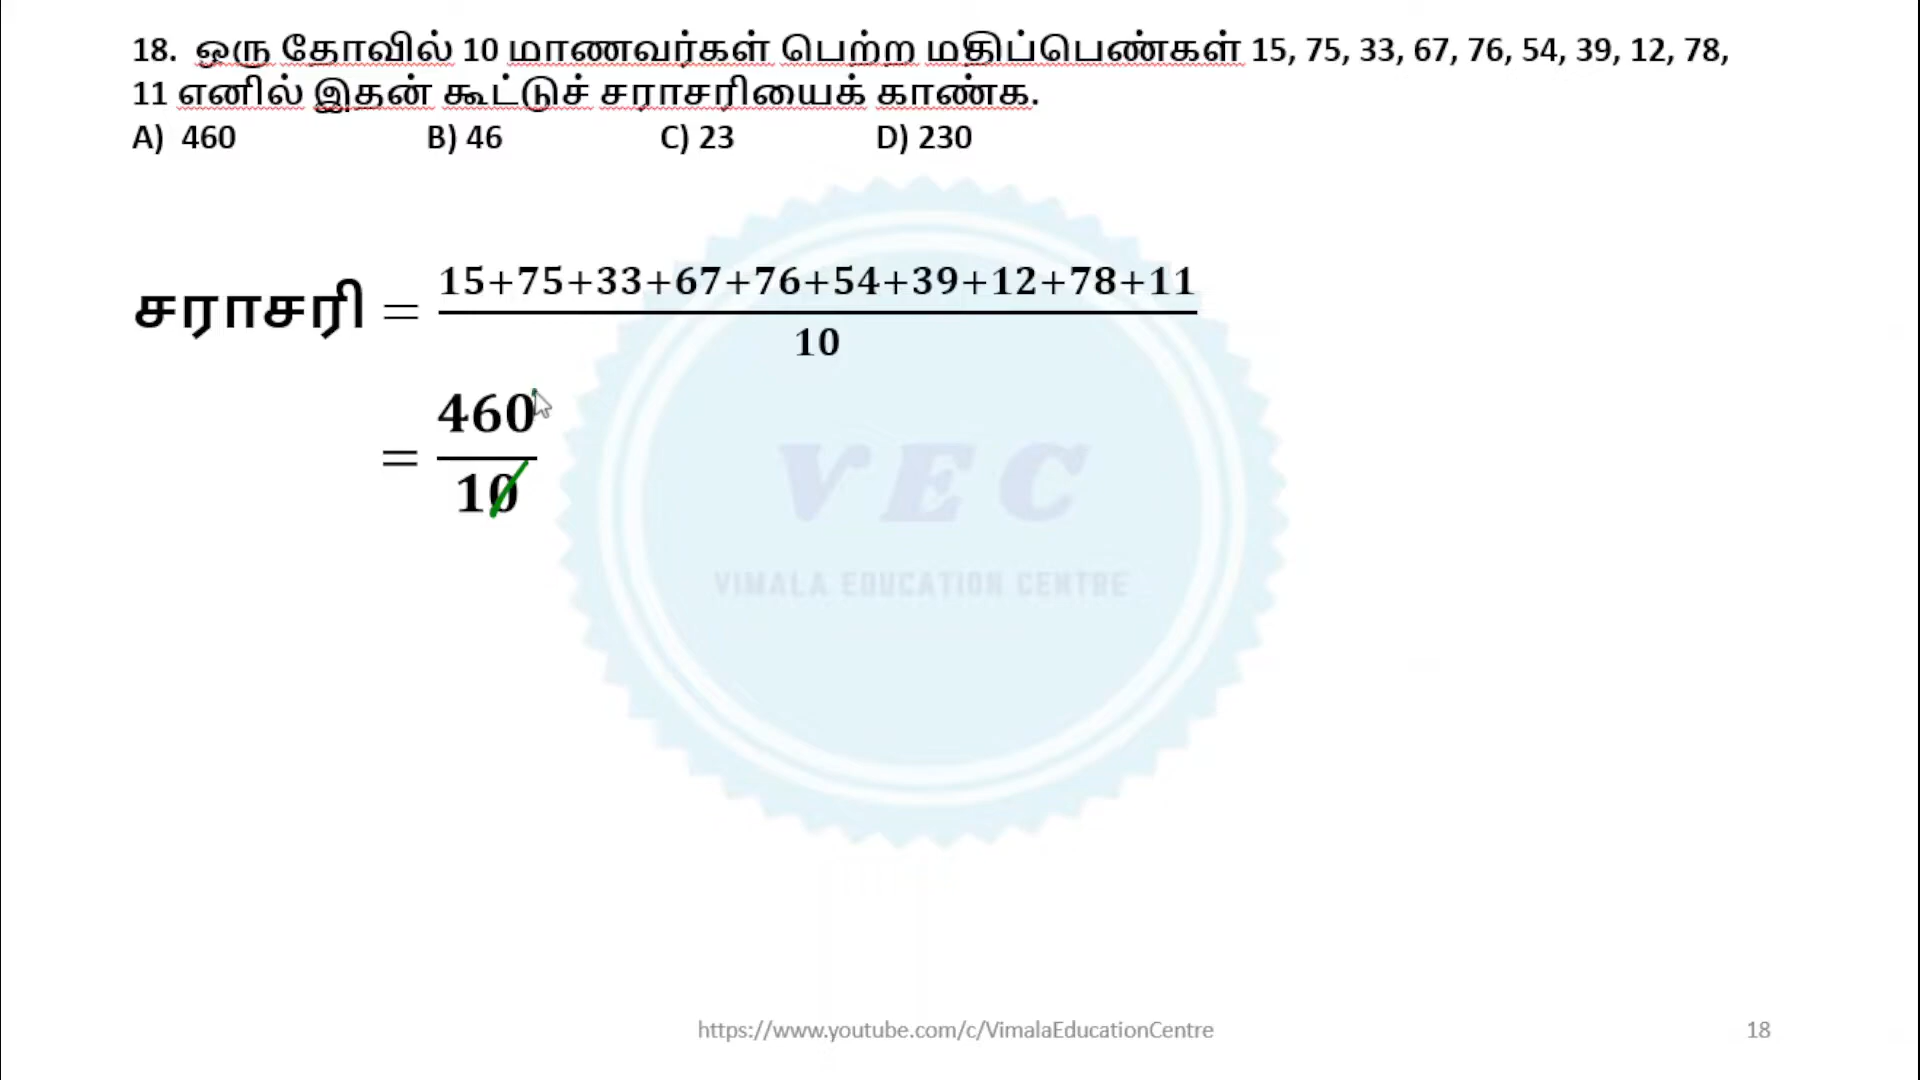 18. ஒரு தேர்வில் 10 மாணவர்கள் பெற்ற மதிப்பெண்கள் 15, 75, 33, 67, 76, 54, 39, 12, 78,
11 எனில் இதன் கூட்டுச் சராசரியைக் காண்க.
A) 460 B) 46 C) 23 D) 230
சராசரி = 15+75+33+67+76+54+39+12+78+11
10
= 460
10
VEC
VIMALA EDUCATION CENTRE
https://www.youtube.com/c/VimalaEducationCentre 18